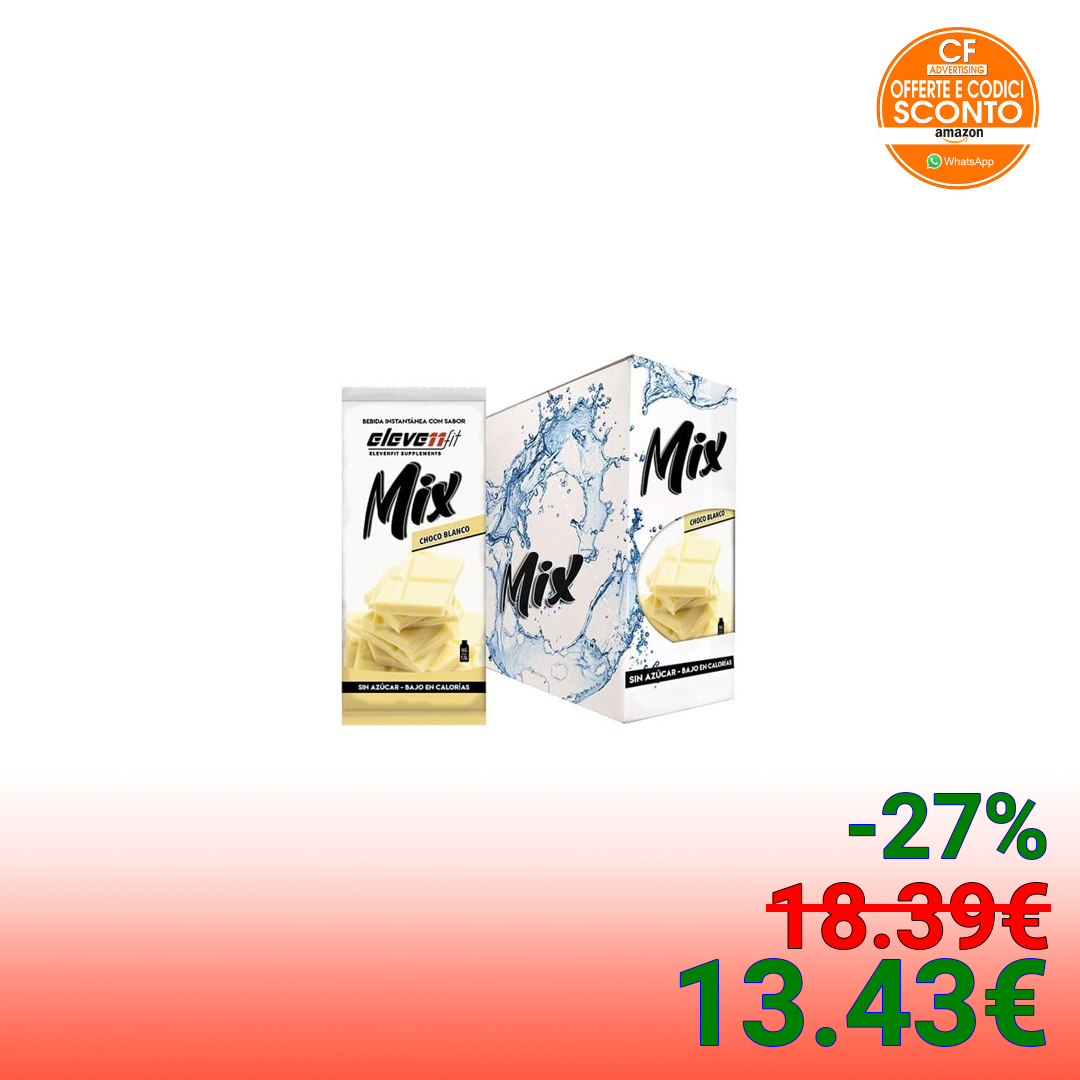 CF
ADVERTISING
OFFERTE E CODICI
SCONTO
amazon
WhatsApp
BEBIDA INSTANTÁNEA CON SABOR
eleve11fit
ELEVENFIT SUPPLEMENTS
Mix
CHOCO BLANCO
SIN AZÚCAR - BAJO EN CALORÍAS
Mix
Mix
CHOCO BLANCO
SIN AZÚCAR - BAJO EN CALORÍAS
-27%
18.39€
13.43€